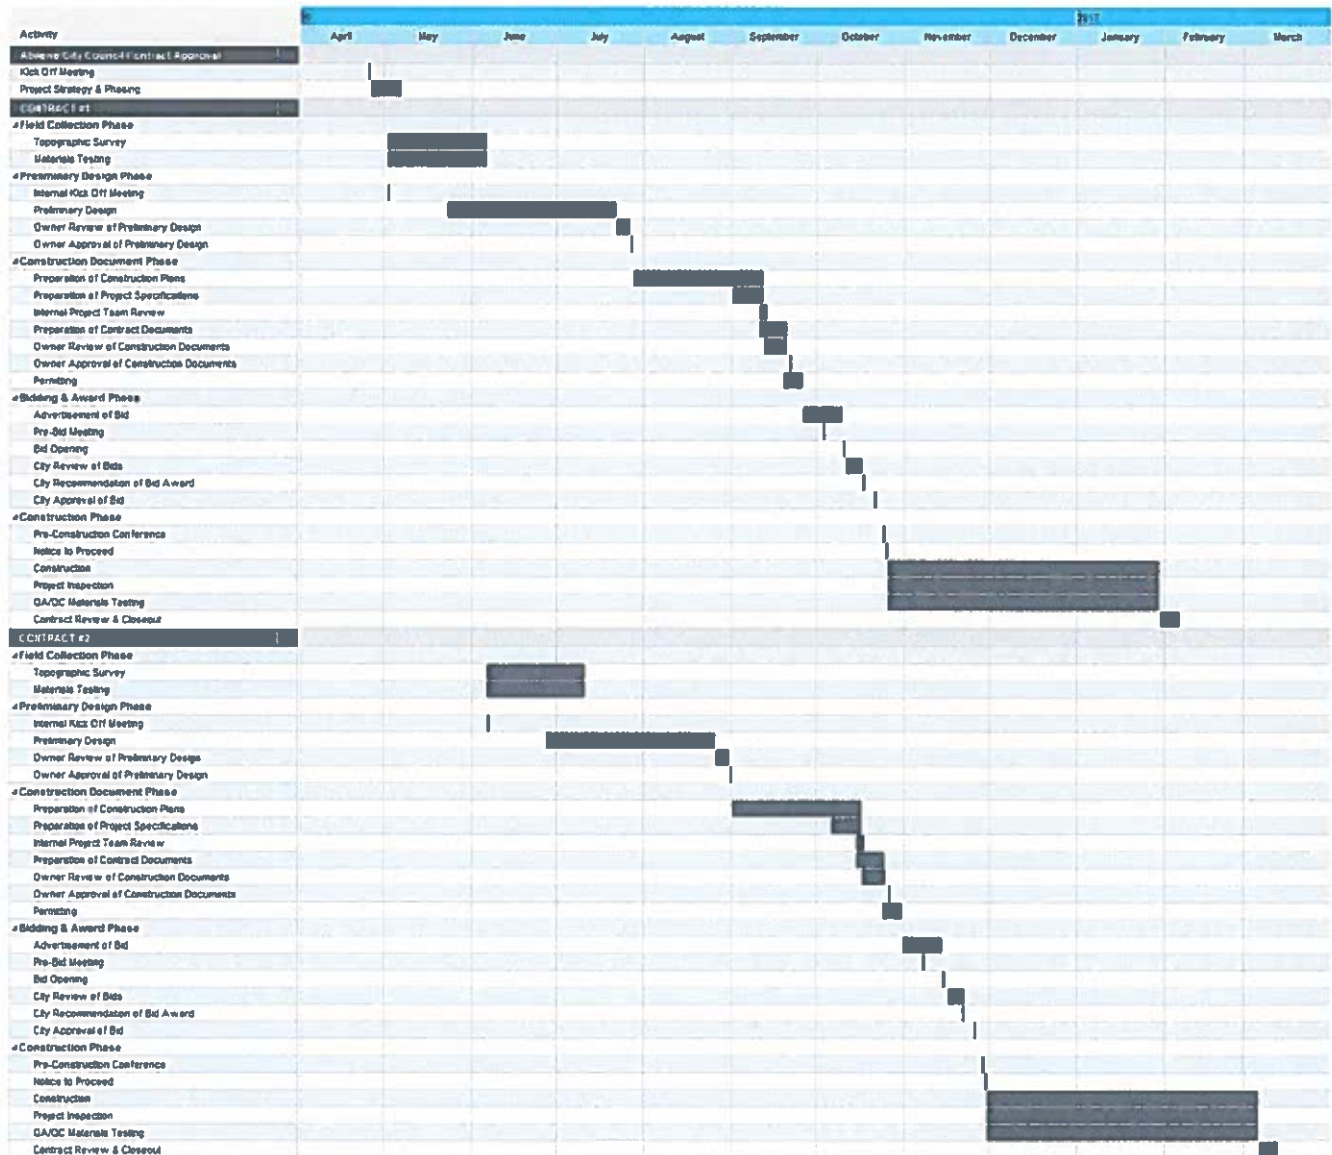 2017
Activity April May June July August September October November December January February March
Abilene City Council Contract Approval
Kick Off Meeting
Project Strategy & Phasing
CONTRACT #1
Field Collection Phase
Topographic Survey
Materials Testing
Preliminary Design Phase
Internal Kick Off Meeting
Preliminary Design
Owner Review of Preliminary Design
Owner Approval of Preliminary Design
Construction Document Phase
Preparation of Construction Plans
Preparation of Project Specifications
Internal Project Team Review
Preparation of Contract Documents
Owner Review of Construction Documents
Owner Approval of Construction Documents
Permitting
Bidding & Award Phase
Advertisement of Bid
Pre-Bid Meeting
Bid Opening
City Review of Bids
City Recommendation of Bid Award
City Approval of Bid
Construction Phase
Pre-Construction Conference
Notice to Proceed
Construction
Project Inspection
QA/QC Materials Testing
Contract Review & Closeout
CONTRACT #2
Field Collection Phase
Topographic Survey
Materials Testing
Preliminary Design Phase
Internal Kick Off Meeting
Preliminary Design
Owner Review of Preliminary Design
Owner Approval of Preliminary Design
Construction Document Phase
Preparation of Construction Plans
Preparation of Project Specifications
Internal Project Team Review
Preparation of Contract Documents
Owner Review of Construction Documents
Owner Approval of Construction Documents
Permitting
Bidding & Award Phase
Advertisement of Bid
Pre-Bid Meeting
Bid Opening
City Review of Bids
City Recommendation of Bid Award
City Approval of Bid
Construction Phase
Pre-Construction Conference
Notice to Proceed
Construction
Project Inspection
QA/QC Materials Testing
Contract Review & Closeout